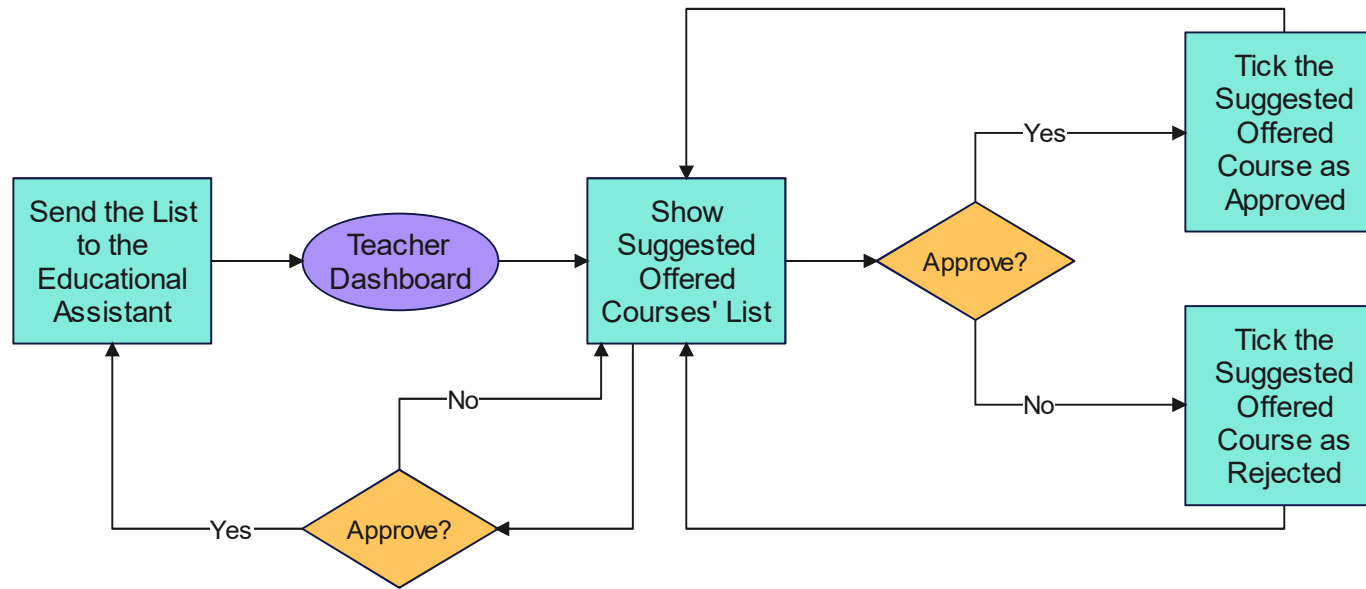 Send the List
to the
Educational
Assistant
Teacher
Dashboard
Show
Suggested
Offered
Courses' List
Approve?
Yes
Tick the
Suggested
Offered
Course as
Approved
No
Tick the
Suggested
Offered
Course as
Rejected
No
Approve?
Yes